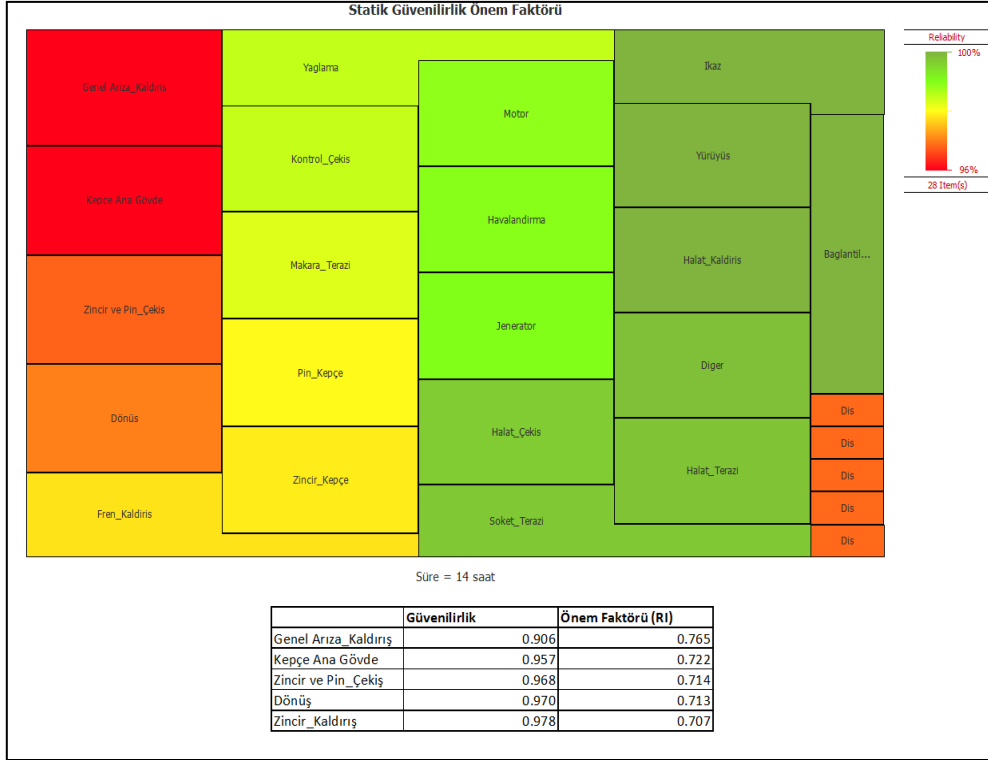 Statik Güvenilirlik Önem Faktörü
Genel Ariza_Kaldiris
Kepce Ana Gövde
Zincir ve Pin_Çekis
Dönüs
Fren_Kaldiris
Yaglama
Kontrol_Çekis
Makara_Terazi
Pin_Kepçe
Zincir_Kepçe
Motor
Havalandirma
Jenerator
Halat_Çekis
Soket_Terazi
Ikaz
Yürüyüs
Halat_Kaldiris
Diger
Halat_Terazi
Baglantil...
Dis
Dis
Dis
Dis
Dis
Reliability
100%
96%
28 Item(s)
Süre = 14 saat
Güvenilirlik Önem Faktörü (RI)
Genel Arıza_Kaldırış 0.906 0.765
Kepçe Ana Gövde 0.957 0.722
Zincir ve Pin_Çekiş 0.968 0.714
Dönüş 0.970 0.713
Zincir_Kaldırış 0.978 0.707